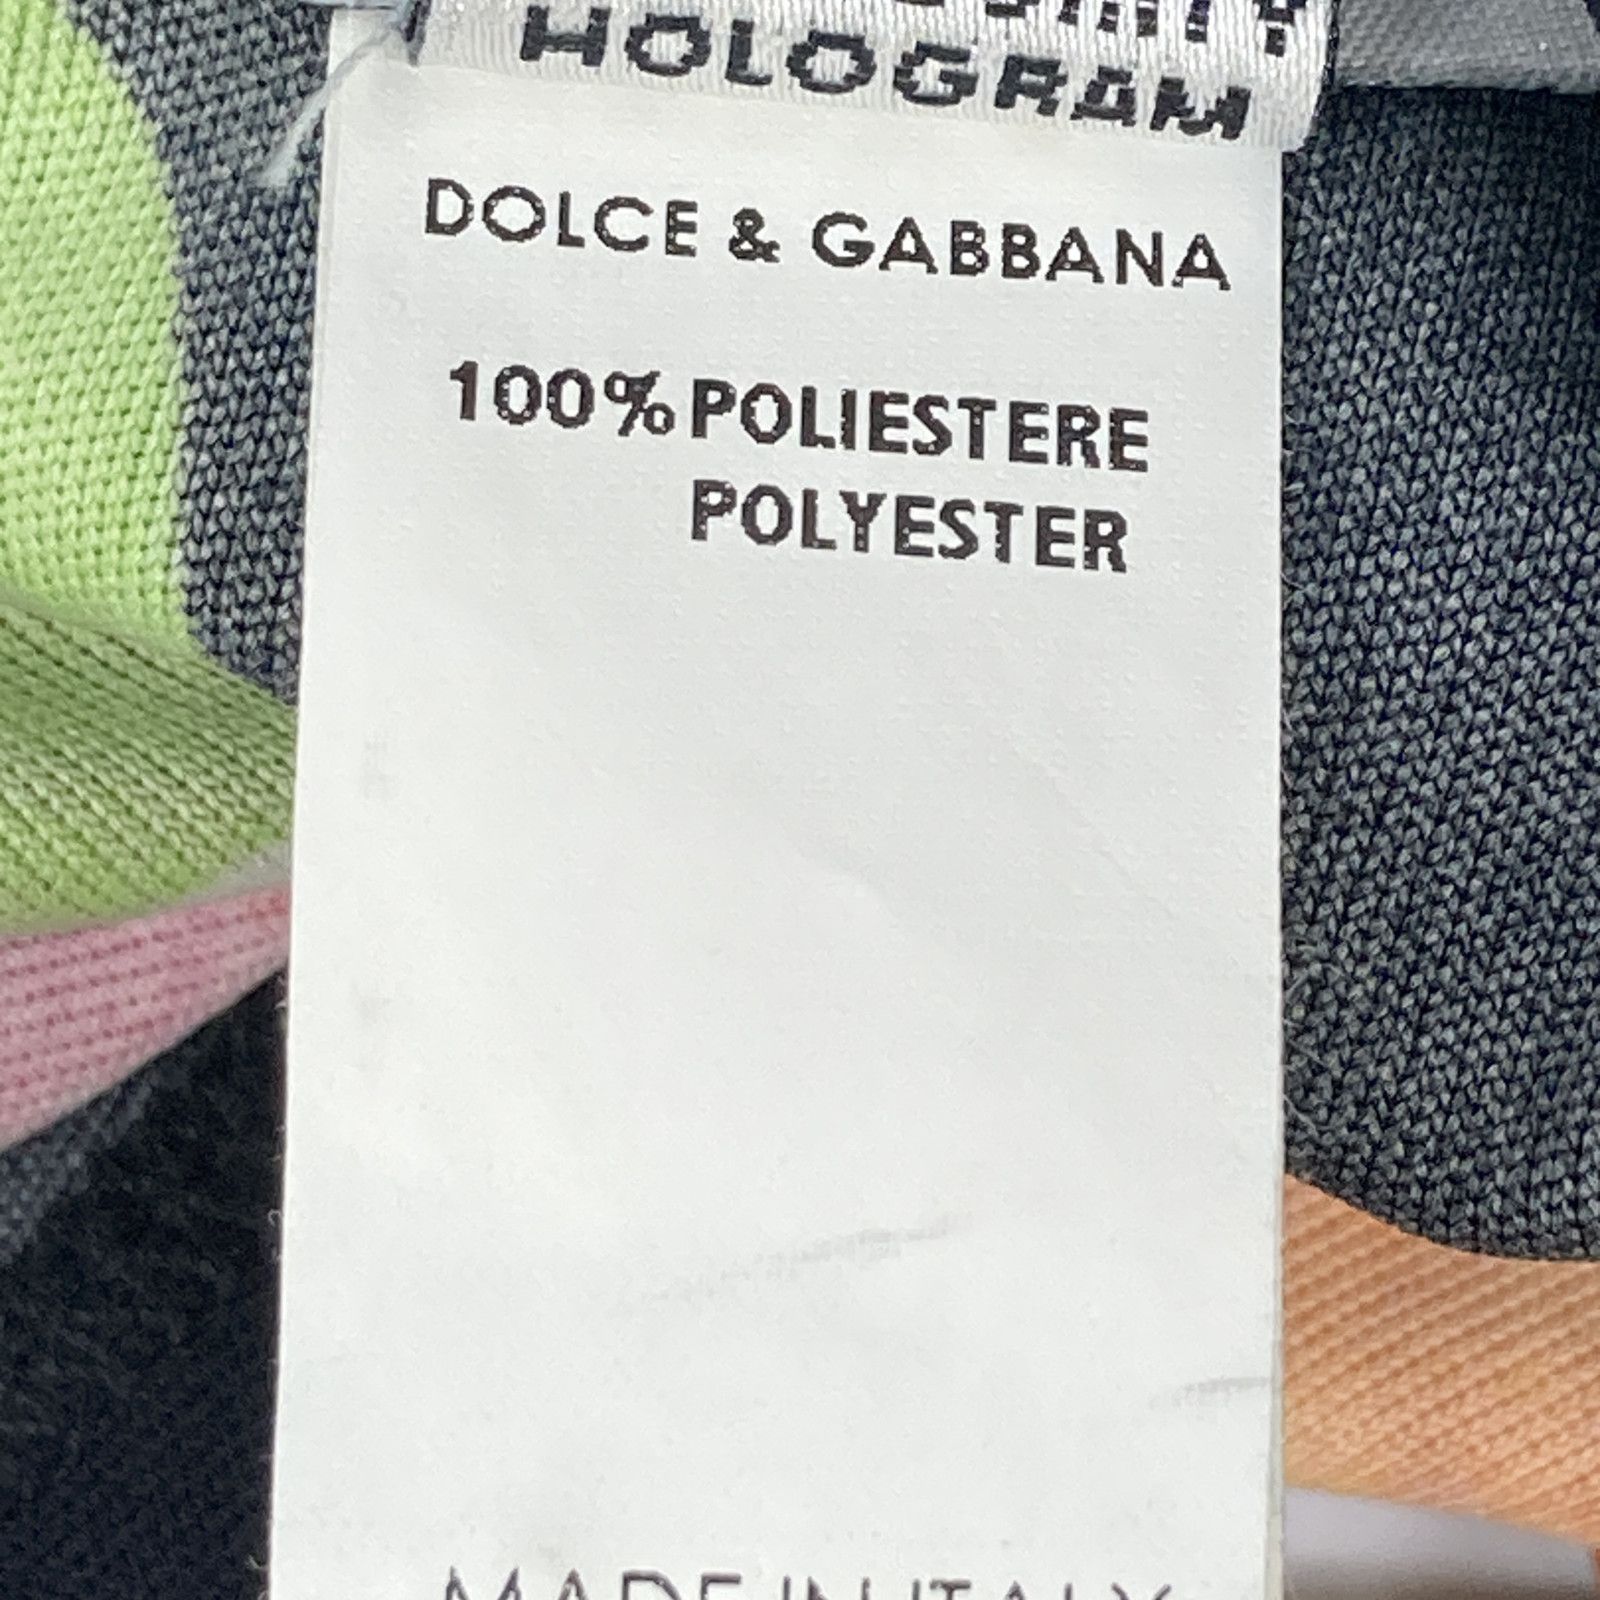 HOLOGRAM
DOLCE & GABBANA
100% POLIESTERE
POLYESTER
MADE IN ITALY